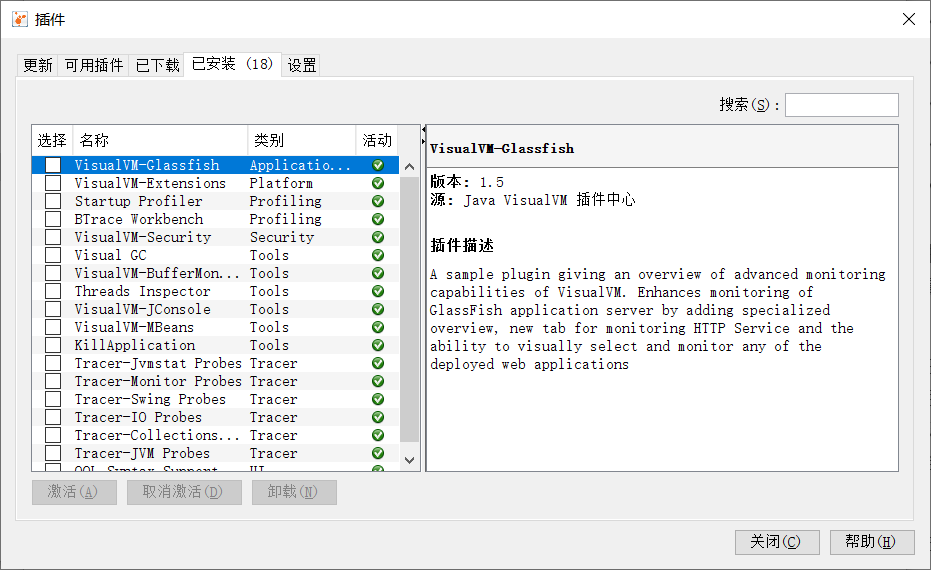 插件
更新 可用插件 已下载 已安装 (18) 设置
搜索(S):
选择 名称 类别 活动
VisualVM-Glassfish Applicatio...
VisualVM-Extensions Platform
Startup Profiler Profiling
BTrace Workbench Profiling
VisualVM-Security Security
Visual GC Tools
VisualVM-BufferMon... Tools
Threads Inspector Tools
VisualVM-JConsole Tools
VisualVM-MBeans Tools
KillApplication Tools
Tracer-Jvmstat Probes Tracer
Tracer-Monitor Probes Tracer
Tracer-Swing Probes Tracer
Tracer-IO Probes Tracer
Tracer-Collections... Tracer
Tracer-JVM Probes Tracer
OQL Syntax Support UI
VisualVM-Glassfish
版本: 1.5
源: Java VisualVM 插件中心
插件描述
A sample plugin giving an overview of advanced monitoring
capabilities of VisualVM. Enhances monitoring of
GlassFish application server by adding specialized
overview, new tab for monitoring HTTP Service and the
ability to visually select and monitor any of the
deployed web applications
激活(A) 取消激活(D) 卸载(N)
关闭(C) 帮助(H)